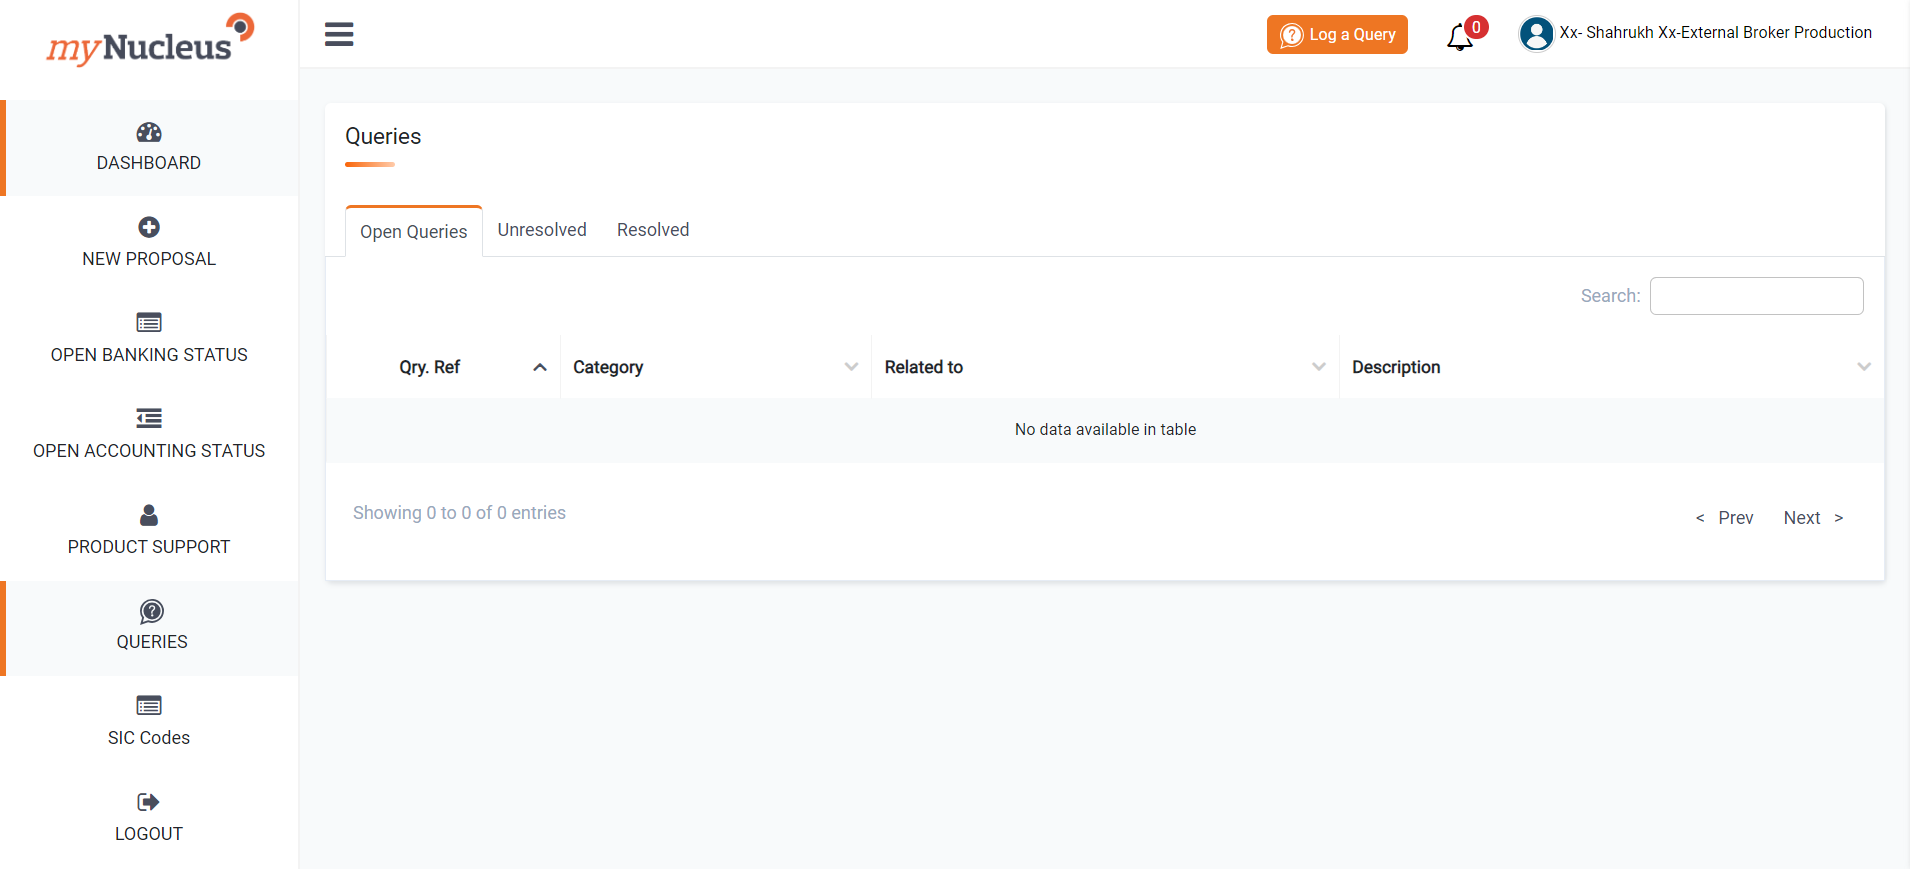 myNucleus
Log a Query
0
Xx- Shahrukh Xx-External Broker Production
DASHBOARD
NEW PROPOSAL
OPEN BANKING STATUS
OPEN ACCOUNTING STATUS
PRODUCT SUPPORT
QUERIES
SIC Codes
LOGOUT
Queries
Open Queries Unresolved Resolved
Search:
Qry. Ref Category Related to Description
No data available in table
Showing 0 to 0 of 0 entries
< Prev Next >